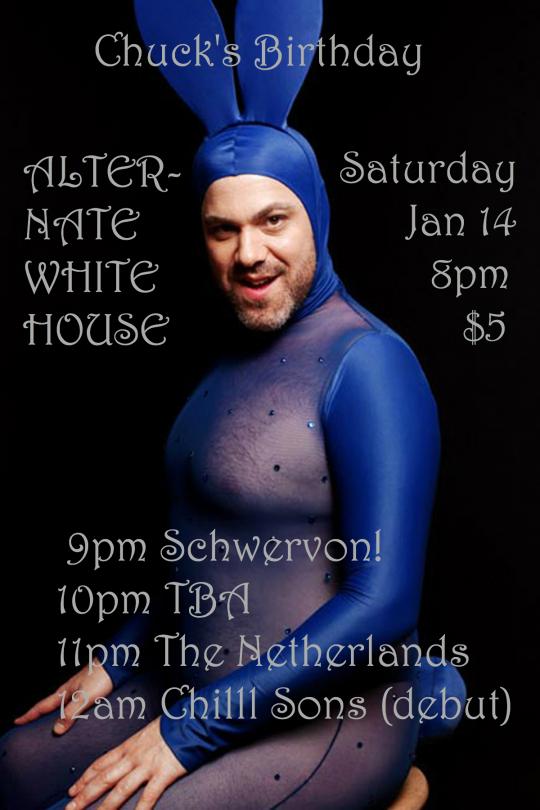 Chuck's Birthday
ALTER-
NATE
WHITE
HOUSE
Saturday
Jan 14
8pm
$5
9pm Schwervon!
10pm TBA
11pm The Netherlands
12am Chilll Sons (debut)